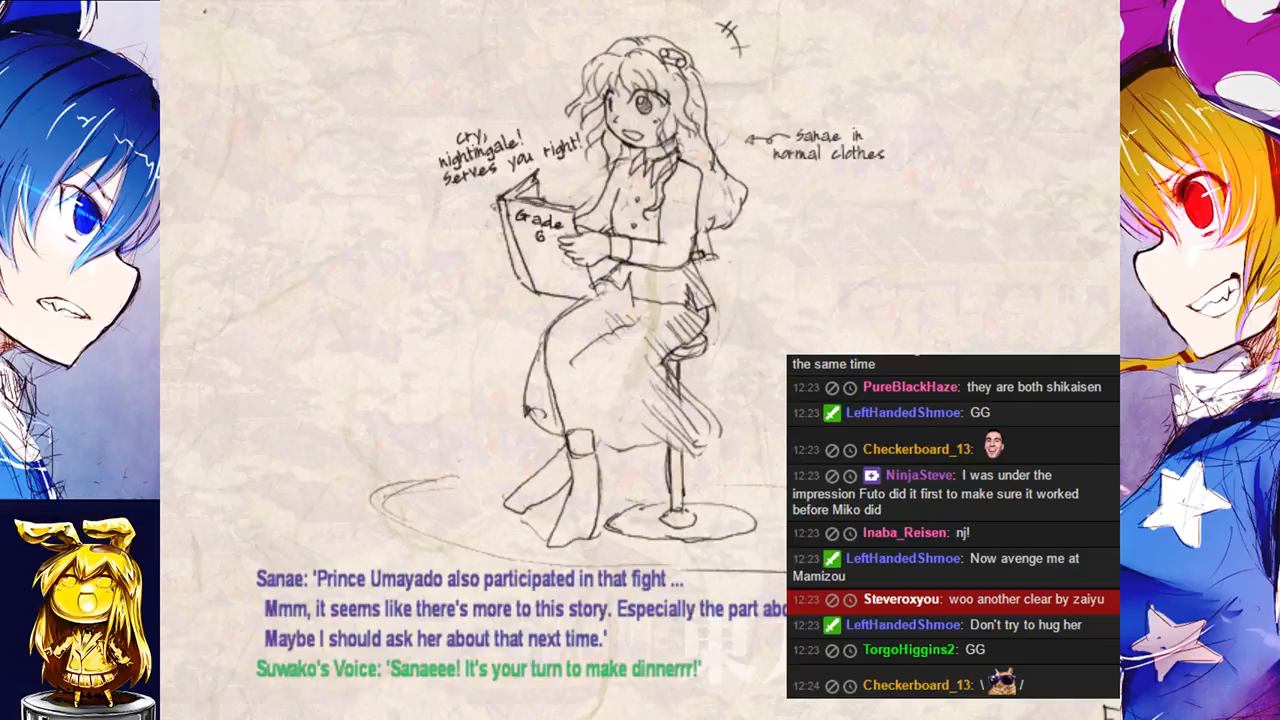 cry,
nightingale!
serves you right!
Sanae in
normal clothes
Grade
6
Sanae: 'Prince Umayado also participated in that fight ...
Mmm, it seems like there's more to this story. Especially the part
Maybe I should ask her about that next time.'
Suwako's Voice: 'Sanaeee! It's your turn to make dinnerrr!'
the same time
12:23 PureBlackHaze: they are both shikaisen
12:23 LeftHandedShmoe: GG
Checkerboard_13:
12:23 NinjaSteve: I was under the
impression Futo did it first to make sure it worked
before Miko did
12:23 Inaba_Reisen: nj!
12:23 LeftHandedShmoe: Now avenge me at
Mamizou
12:23 Steveroxyou: woo another clear by zaiyu
12:23 LeftHandedShmoe: Don't try to hug her
12:23 TorgoHiggins2: GG
12:24 Checkerboard_13: \ /